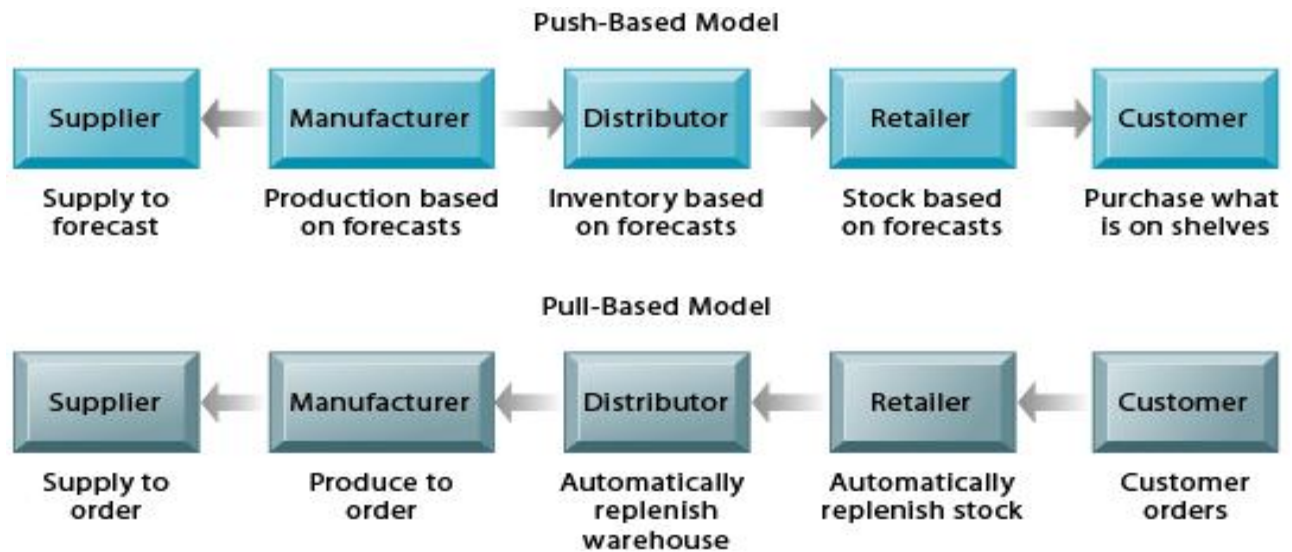 Push-Based Model
Supplier
Manufacturer
Distributor
Retailer
Customer
Supply to
forecast
Production based
on forecasts
Inventory based
on forecasts
Stock based
on forecasts
Purchase what
is on shelves
Pull-Based Model
Supplier
Manufacturer
Distributor
Retailer
Customer
Supply to
order
Produce to
order
Automatically
replenish
warehouse
Automatically
replenish stock
Customer
orders